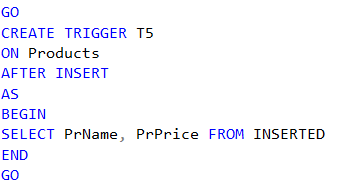 GO
CREATE TRIGGER T5
ON Products
AFTER INSERT
AS
BEGIN
SELECT PrName, PrPrice FROM INSERTED
END
GO